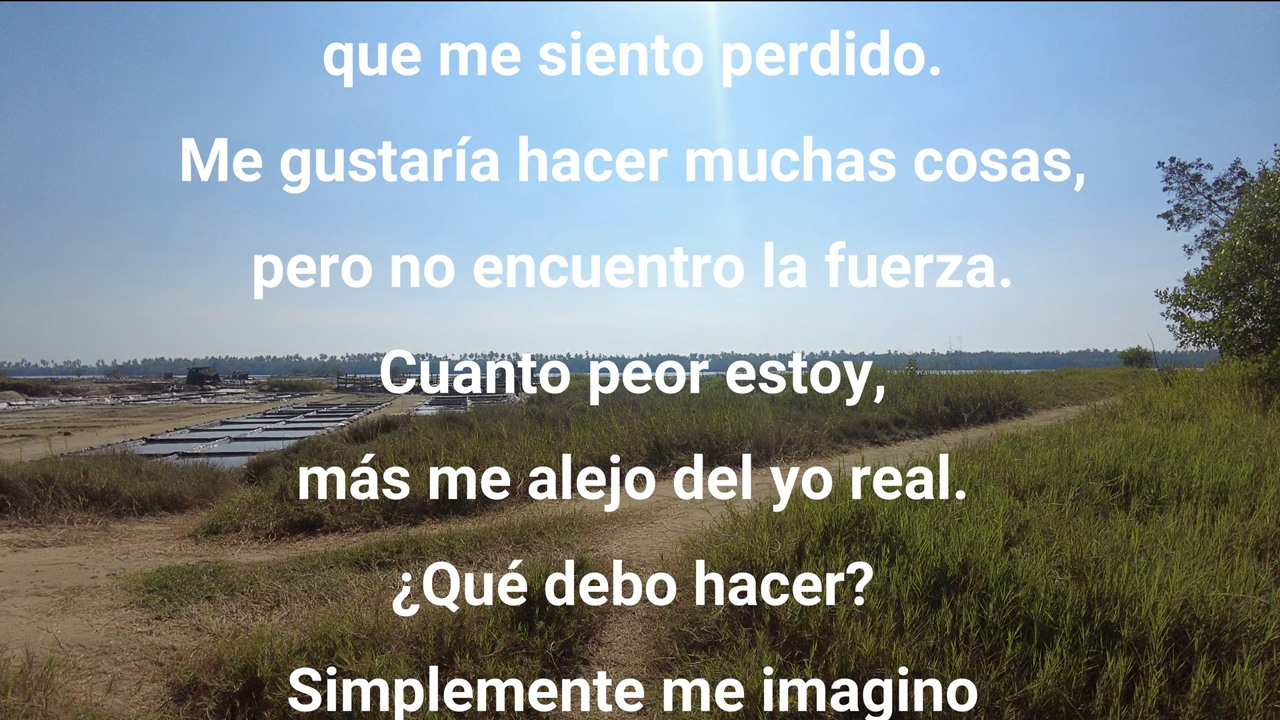 que me siento perdido.
Me gustaría hacer muchas cosas,
pero no encuentro la fuerza.
Cuanto peor estoy,
más me alejo del yo real.
¿Qué debo hacer?
Simplemente me imagino